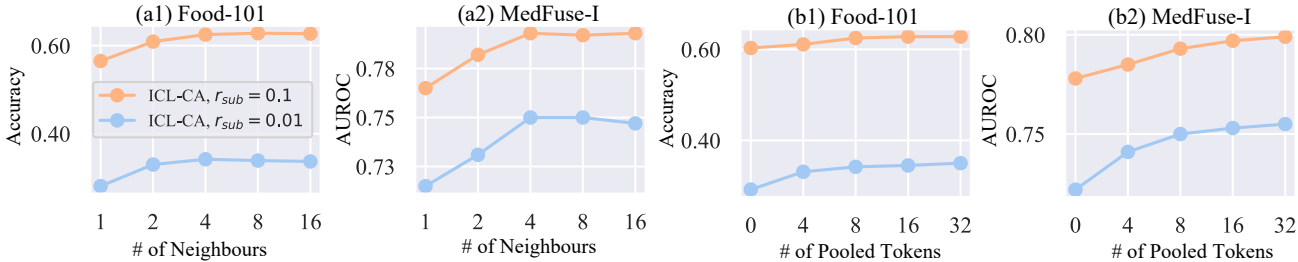 (a1) Food-101
Accuracy
0.60
0.40
ICL-CA, r_sub = 0.1
ICL-CA, r_sub = 0.01
1 2 4 8 16
# of Neighbours
(a2) MedFuse-I
AUROC
0.78
0.75
0.73
1 2 4 8 16
# of Neighbours
(b1) Food-101
Accuracy
0.60
0.40
0 4 8 16 32
# of Pooled Tokens
(b2) MedFuse-I
AUROC
0.80
0.75
0 4 8 16 32
# of Pooled Tokens